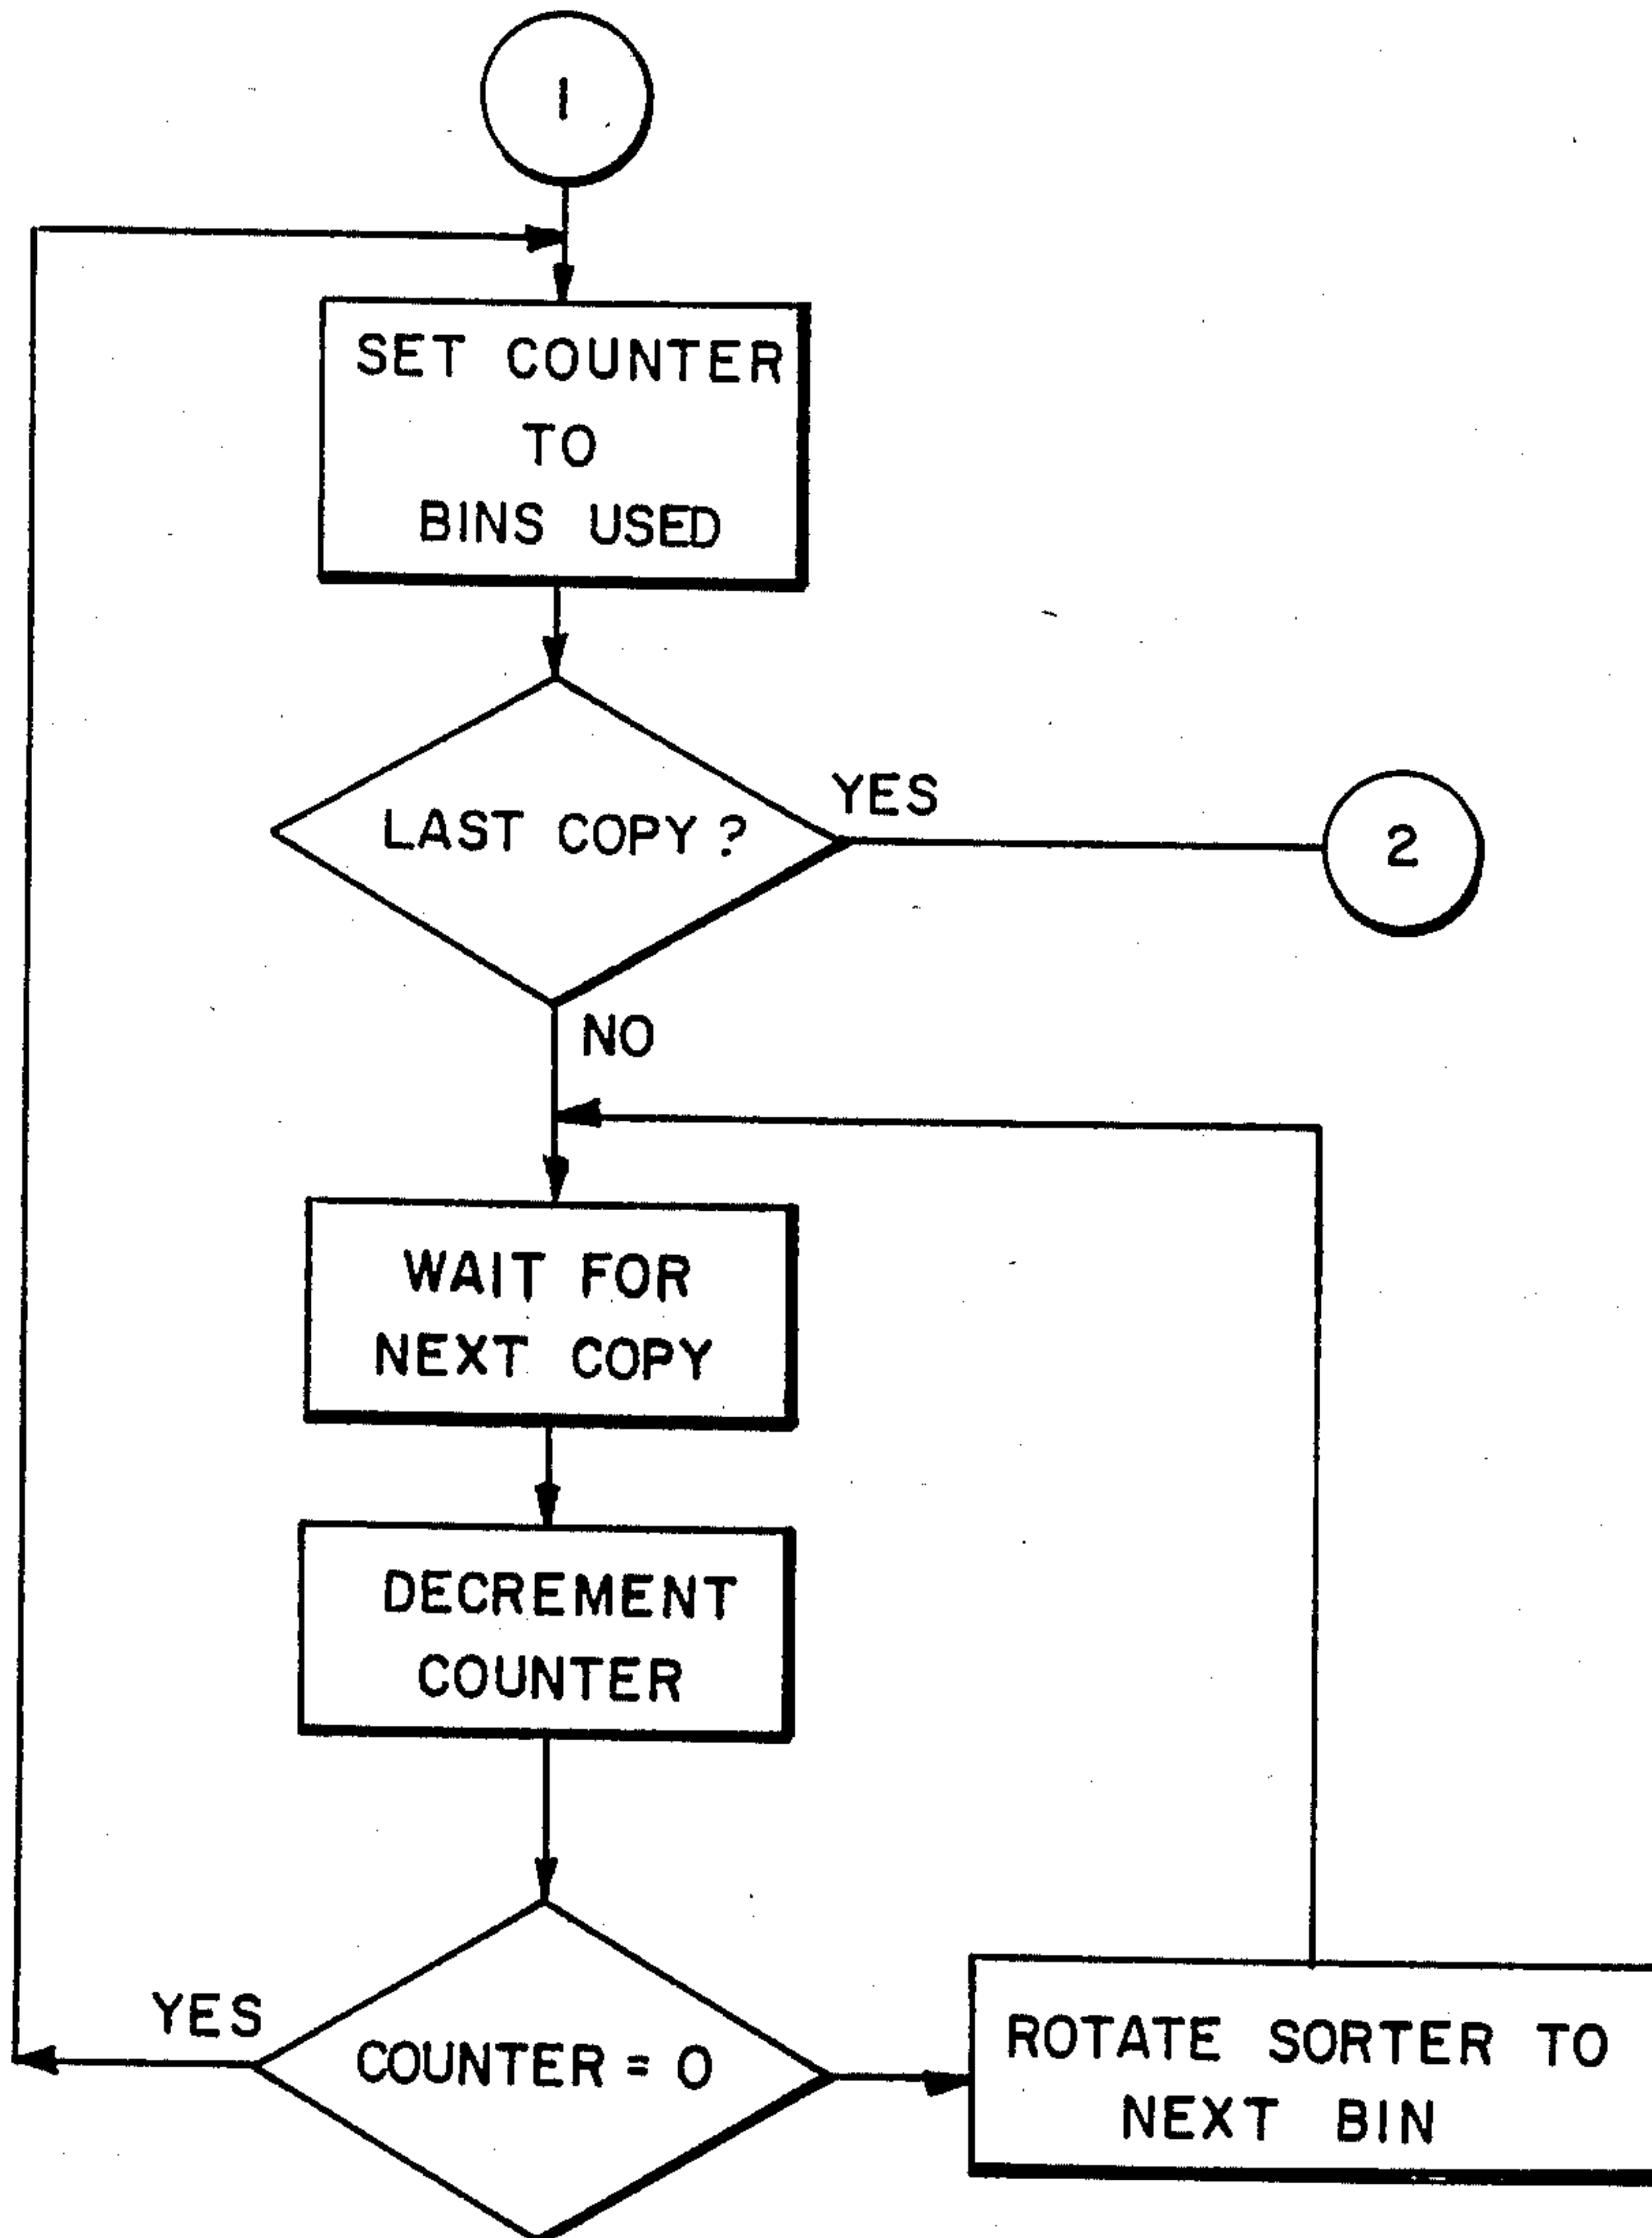 1
SET COUNTER
TO
BINS USED
LAST COPY ?
YES
2
NO
WAIT FOR
NEXT COPY
DECREMENT
COUNTER
YES
COUNTER = 0
ROTATE SORTER TO
NEXT BIN